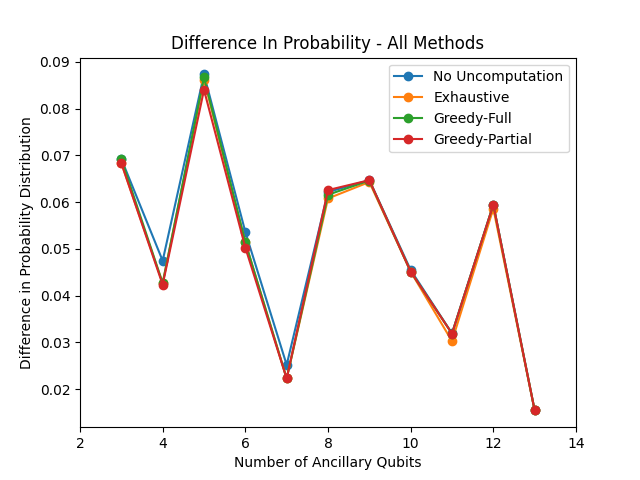 Difference In Probability - All Methods
Difference in Probability Distribution
0.09
0.08
0.07
0.06
0.05
0.04
0.03
0.02
No Uncomputation
Exhaustive
Greedy-Full
Greedy-Partial
2 4 6 8 10 12 14
Number of Ancillary Qubits